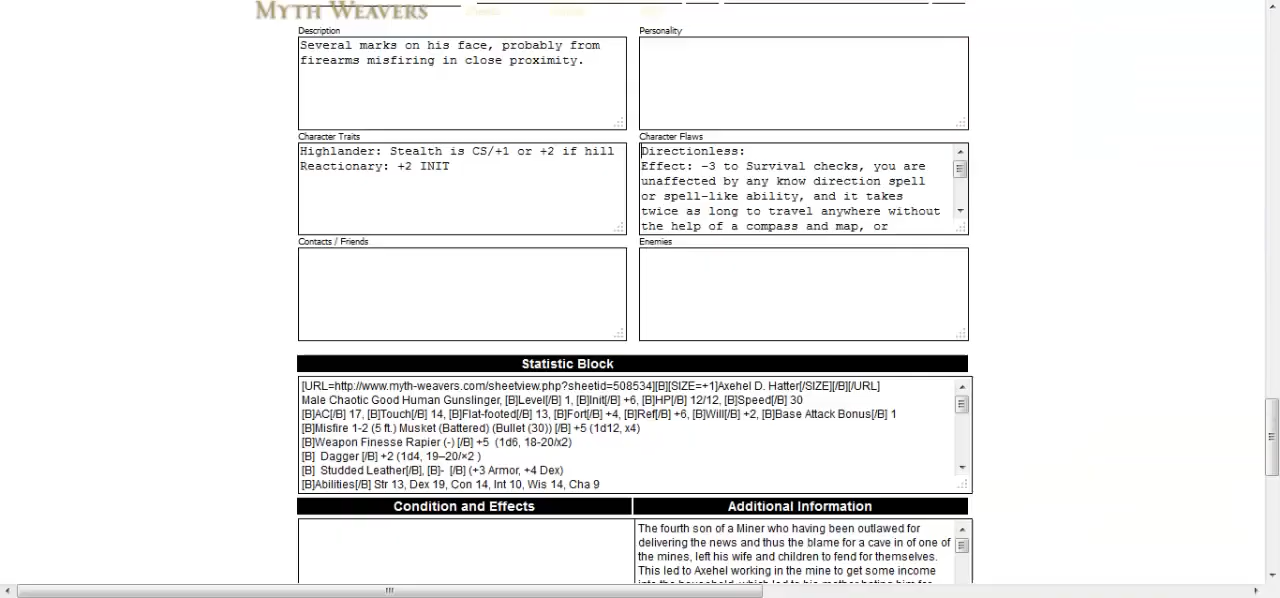 MYTH WEAVERS
Description
Personality
Several marks on his face, probably from
firearms misfiring in close proximity.
Character Traits
Character Flaws
Highlander: Stealth is CS/+1 or +2 if hill
Reactionary: +2 INIT
Directionless:
Effect: -3 to Survival checks, you are
unaffected by any know direction spell
or spell-like ability, and it takes
twice as long to travel anywhere without
the help of a compass and map, or
Contacts / Friends
Enemies
Statistic Block
[URL=http://www.myth-weavers.com/sheetview.php?sheetid=508534][B][SIZE=+1]Axehel D. Hatter[/SIZE][/B][/URL]
Male Chaotic Good Human Gunslinger, [B]Level[/B] 1, [B]Init[/B] +6, [B]HP[/B] 12/12, [B]Speed[/B] 30
[B]AC[/B] 17, [B]Touch[/B] 14, [B]Flat-footed[/B] 13, [B]Fort[/B] +4, [B]Ref[/B] +6, [B]Will[/B] +2, [B]Base Attack Bonus[/B] 1
[B]Misfire 1-2 (5 ft.) Musket (Battered) (Bullet (30)) [/B] +5 (1d12, x4)
[B]Weapon Finesse Rapier (-) [/B] +5 (1d6, 18-20/x2)
[B] Dagger [/B] +2 (1d4, 19–20/×2 )
[B] Studded Leather[/B], [B]- [/B] (+3 Armor, +4 Dex)
[B]Abilities[/B] Str 13, Dex 19, Con 14, Int 10, Wis 14, Cha 9
Condition and Effects
Additional Information
The fourth son of a Miner who having been outlawed for
delivering the news and thus the blame for a cave in of one of
the mines, left his wife and children to fend for themselves.
This led to Axehel working in the mine to get some income
into the household, which led to his mother hating him for